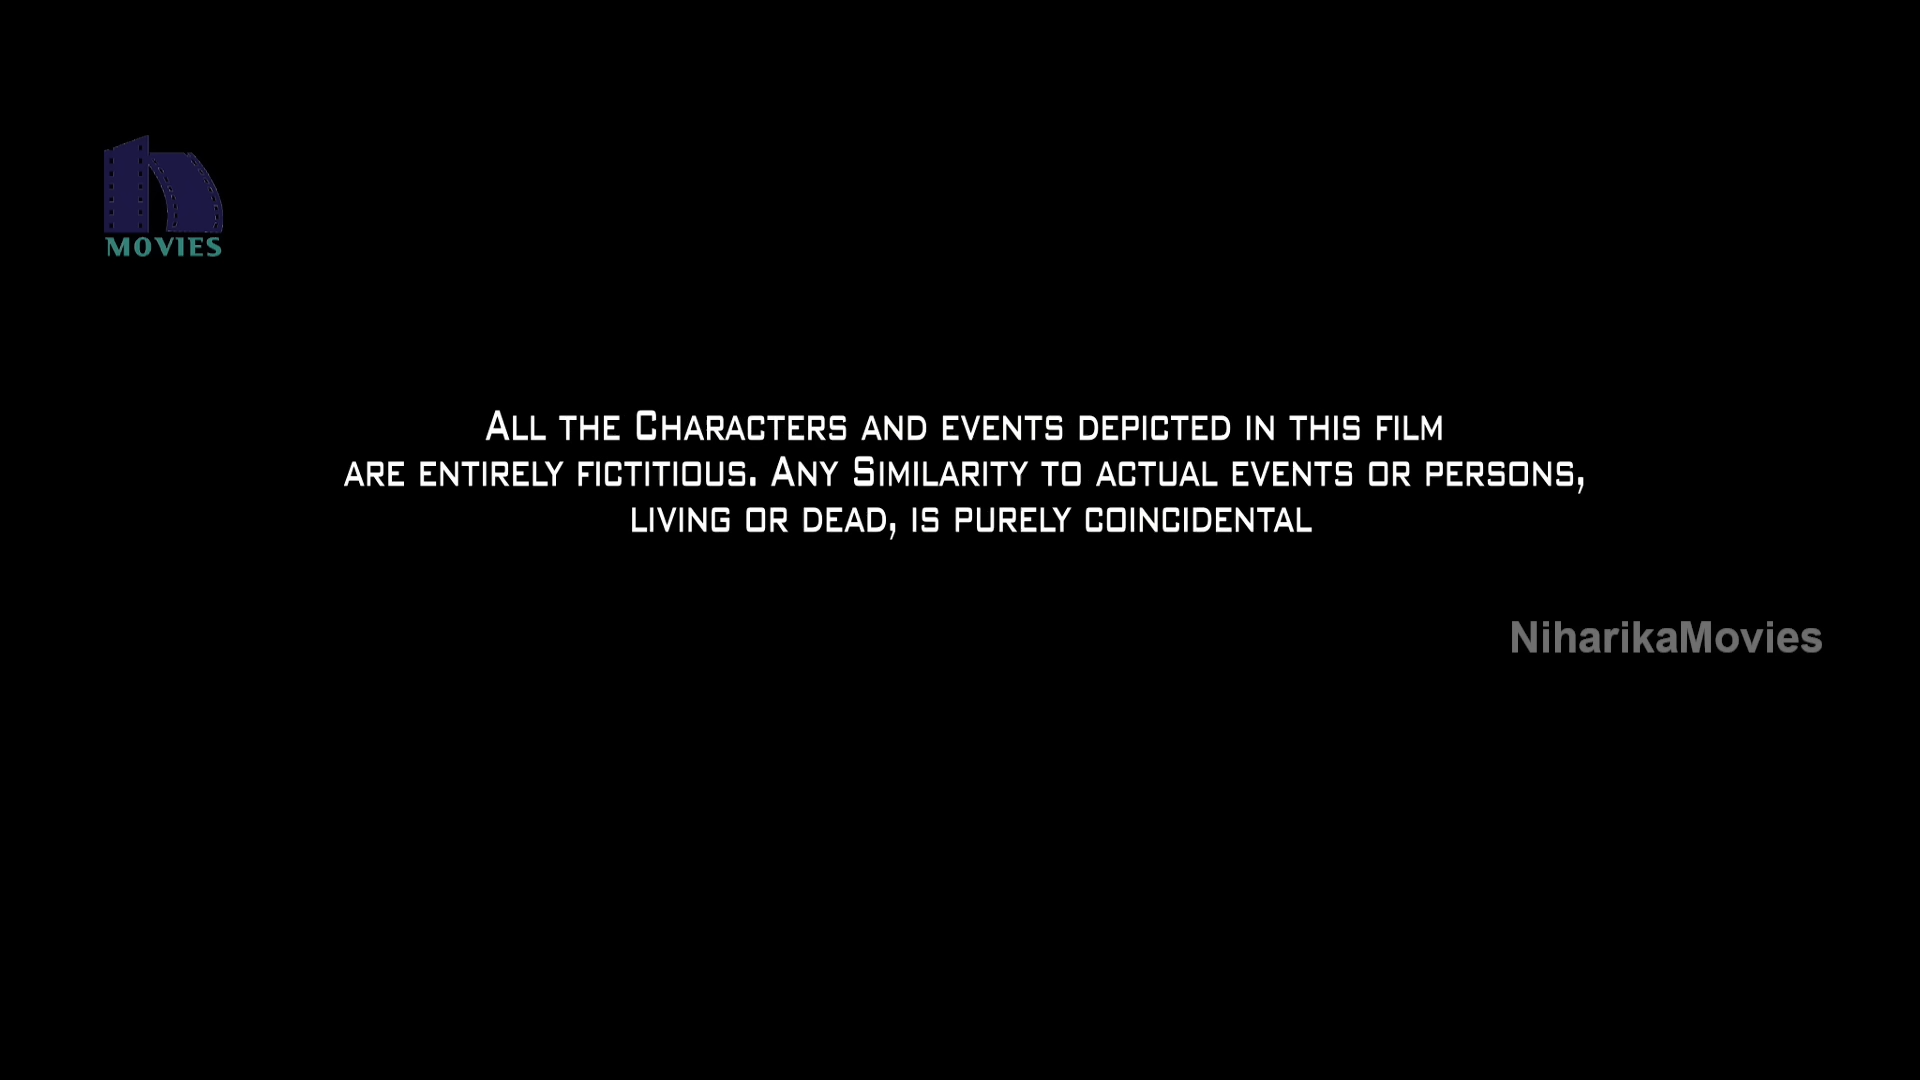 MOVIES
All the Characters and events depicted in this film
are entirely fictitious. Any Similarity to actual events or persons,
living or dead, is purely coincidental
NiharikaMovies